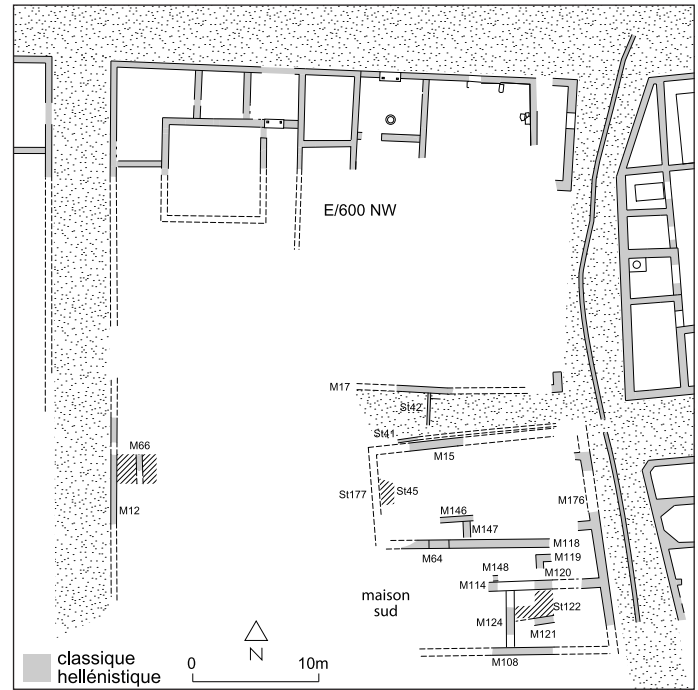 E/600 NW
M17
St42
St41
M15
M66
M12
St177
St45
M176
M146
M147
M118
M64
M119
M148
M120
M114
maison
sud
St122
M124
M121
M108
classique
hellénistique
N
0
10m